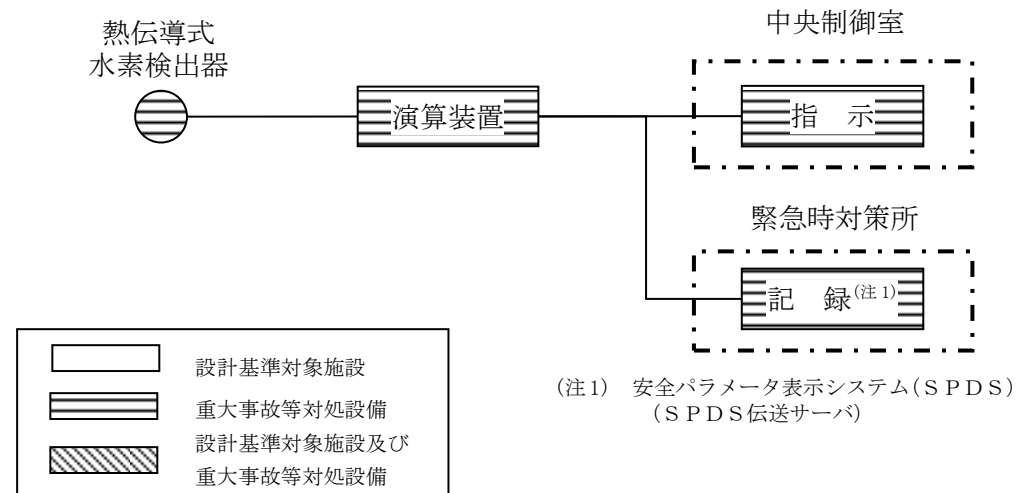 熱伝導式
水素検出器
演算装置
中央制御室
指　示
緊急時対策所
記　録(注1)
設計基準対象施設
重大事故等対処設備
設計基準対象施設及び
重大事故等対処設備
(注1)　安全パラメータ表示システム(ＳＰＤＳ)
(ＳＰＤＳ伝送サーバ)